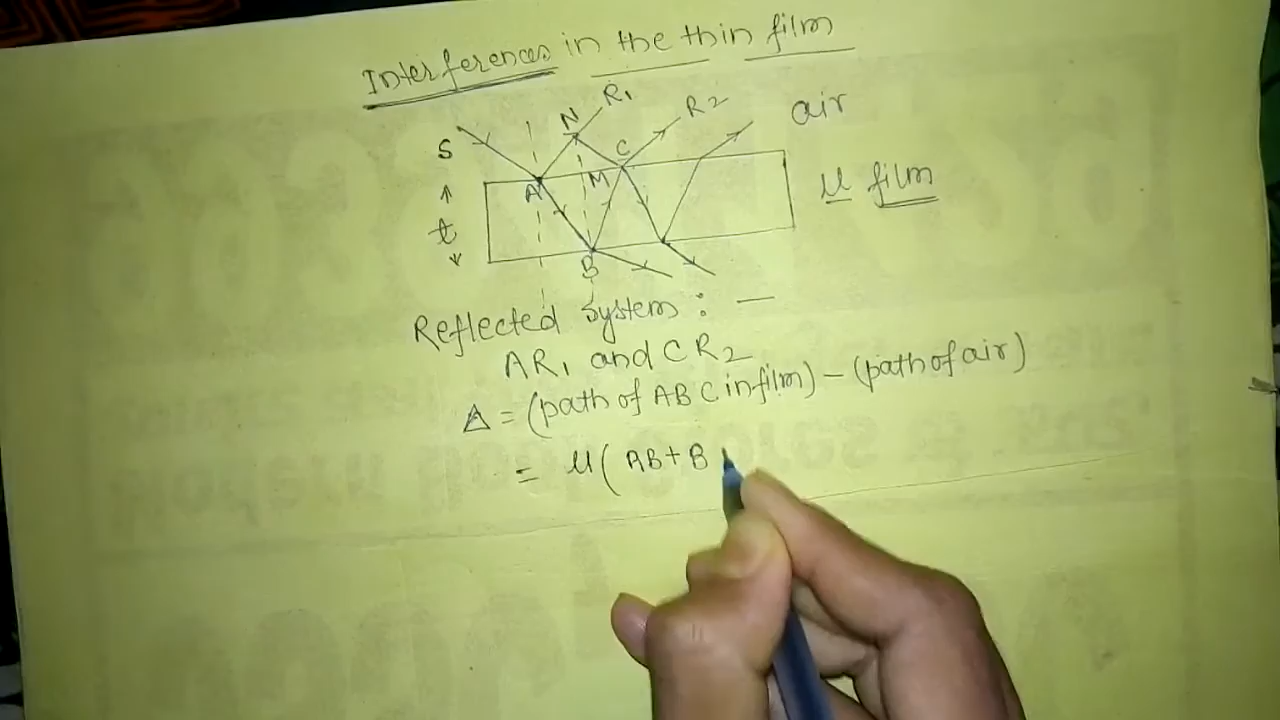 Interferences in the thin film
S
N
R1
R2
air
A
M
C
t
μ film
B
Reflected System: —
AR1 and CR2
Δ = (path of ABC in film) - (path of air)
= μ( AB + B